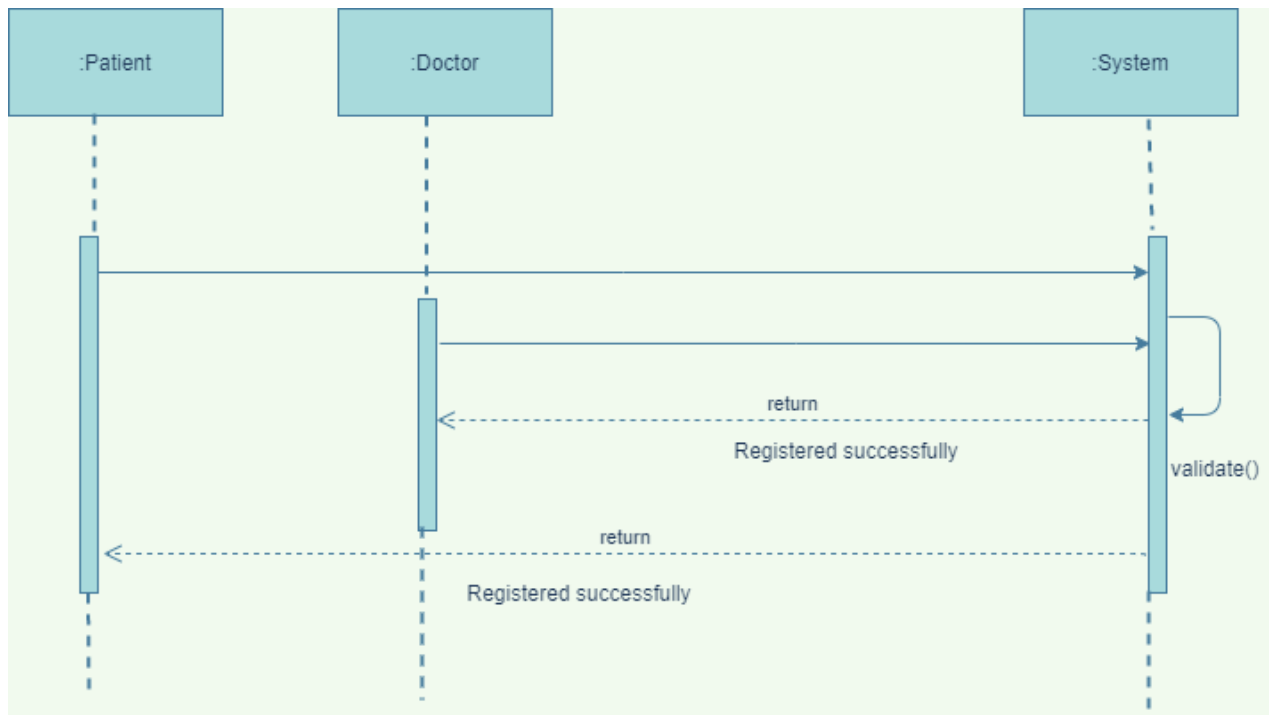 :Patient
:Doctor
:System
return
Registered successfully
validate()
return
Registered successfully